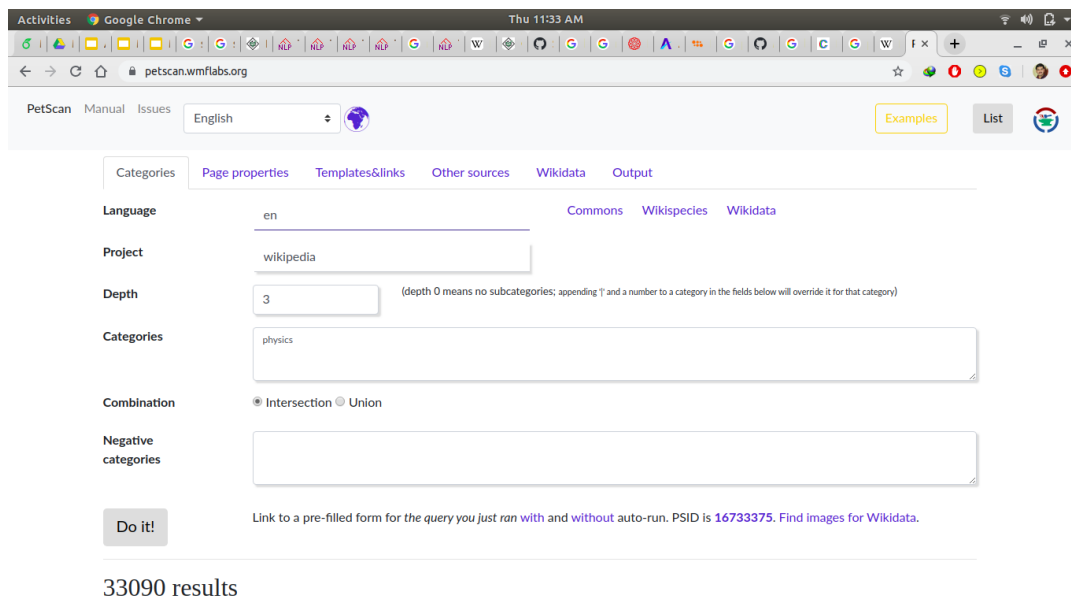 Activities Google Chrome Thu 11:33 AM
petscan.wmflabs.org
PetScan Manual Issues English Examples List
Categories Page properties Templates&links Other sources Wikidata Output
Language en Commons Wikispecies Wikidata
Project wikipedia
Depth 3 (depth 0 means no subcategories; appending '|' and a number to a category in the fields below will override it for that category)
Categories physics
Combination Intersection Union
Negative
categories
Do it! Link to a pre-filled form for the query you just ran with and without auto-run. PSID is 16733375. Find images for Wikidata.
33090 results